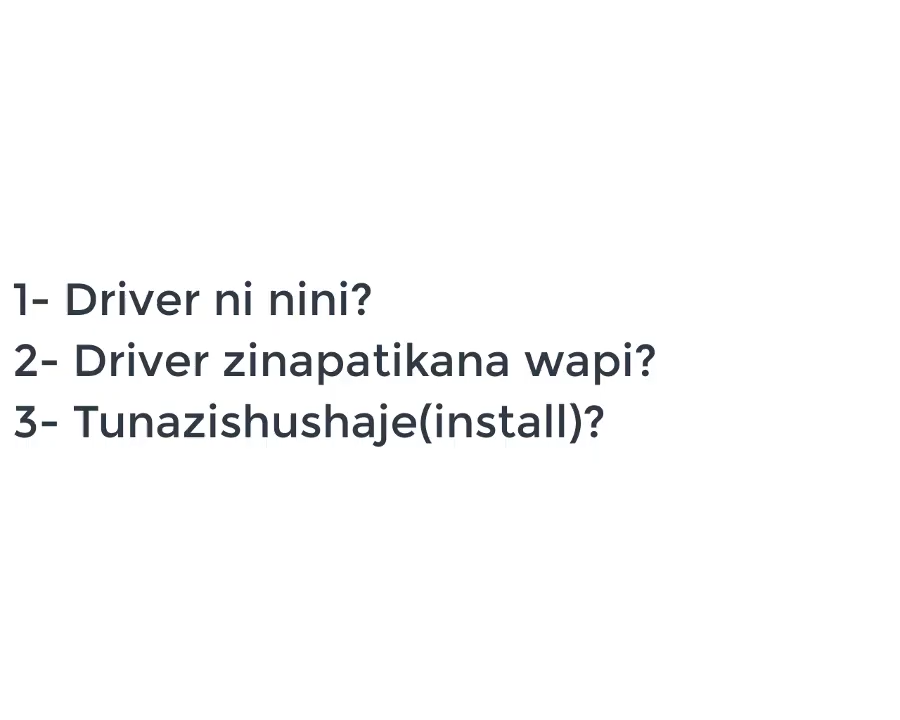 1- Driver ni nini?
2- Driver zinapatikana wapi?
3- Tunazishushaje(install)?